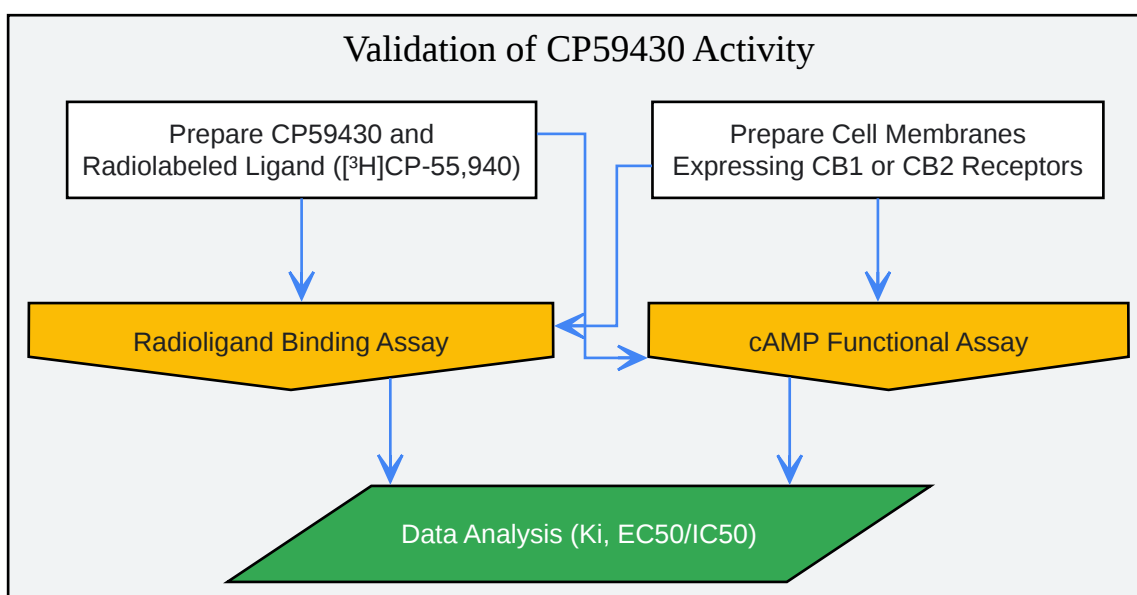 Validation of CP59430 Activity
Prepare CP59430 and
Radiolabeled Ligand ([³H]CP-55,940)
Prepare Cell Membranes
Expressing CB1 or CB2 Receptors
Radioligand Binding Assay
cAMP Functional Assay
Data Analysis (Ki, EC50/IC50)